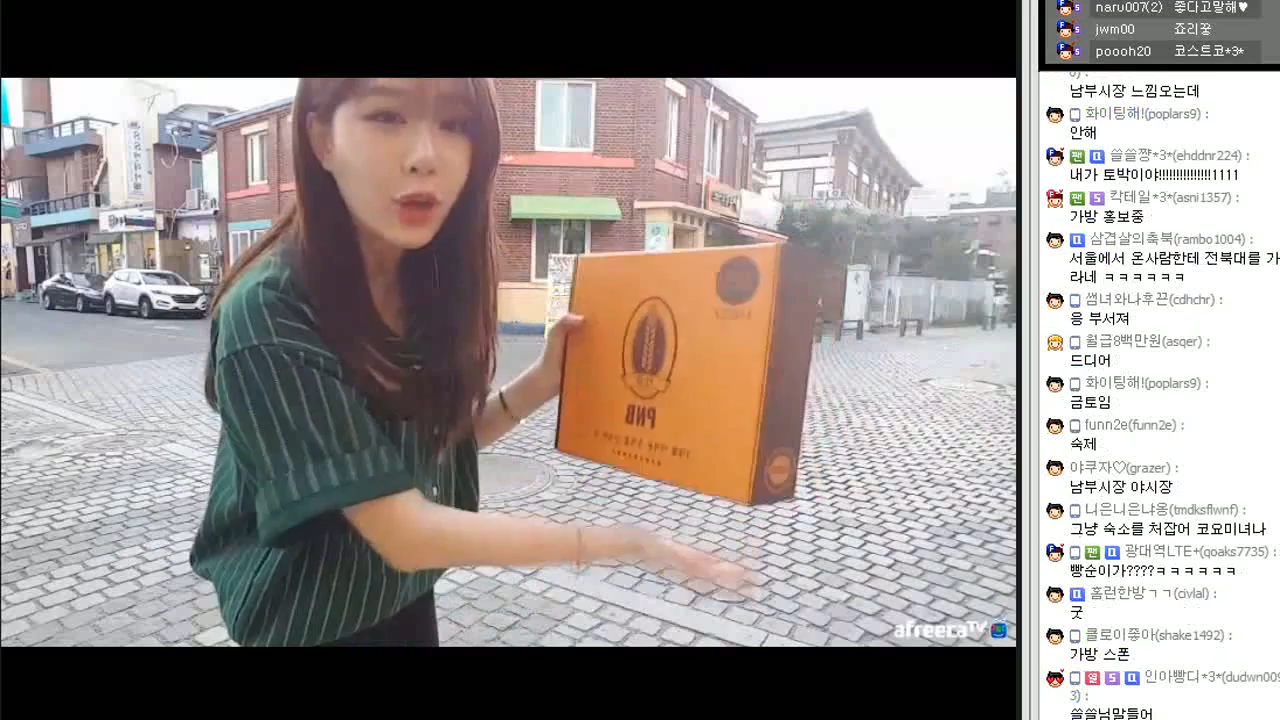 PNB
afreecaTV
naru007(2) 좋다고말해♥
jwm00 죠리퐁
poooh20 코스트코*3*
남부시장 느낌오는데
화이팅해!(poplars9) :
안해
쓸쓸쨩*3*(ehddnr224) :
내가 토박이야!!!!!!!!!!!!!!!1111
칵테일*3*(asni1357) :
가방 홍보중
삼겹살의축복(rambo1004) :
서울에서 온사람한테 전북대를 가
라네 ㅋㅋㅋㅋㅋㅋ
썸녀와나후끈(cdhchr) :
응 부서져
월급8백만원(asqer) :
드디어
화이팅해!(poplars9) :
금토임
funn2e(funn2e) :
숙제
야쿠자♡(grazer) :
남부시장 야시장
니은니은냐옹(tmdksflwnf) :
그냥 숙소를 처잡어 코요미녀나
광대역LTE+(qoaks7735) :
빵순이가????ㅋㅋㅋㅋㅋㅋ
홈런한방ㄱㄱ(civlal) :
굿
클로이좋아(shake1492) :
가방 스폰
인아빵디*3*(dudwn009
3) :
쓸쓸님말들어